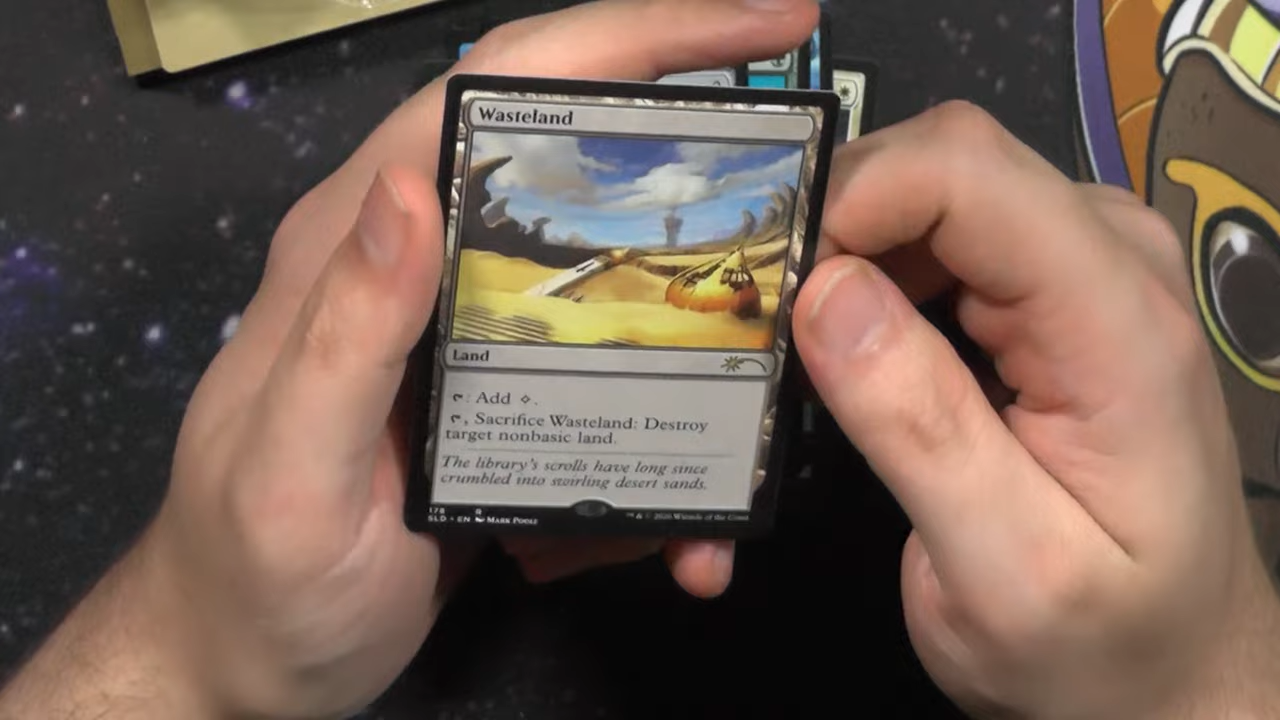 Wasteland
Land
: Add .
, Sacrifice Wasteland: Destroy
target nonbasic land.
The library's scrolls have long since
crumbled into swirling desert sands.
178 R
SLD • EN MARK POOLE
™ & © 2020 Wizards of the Coast